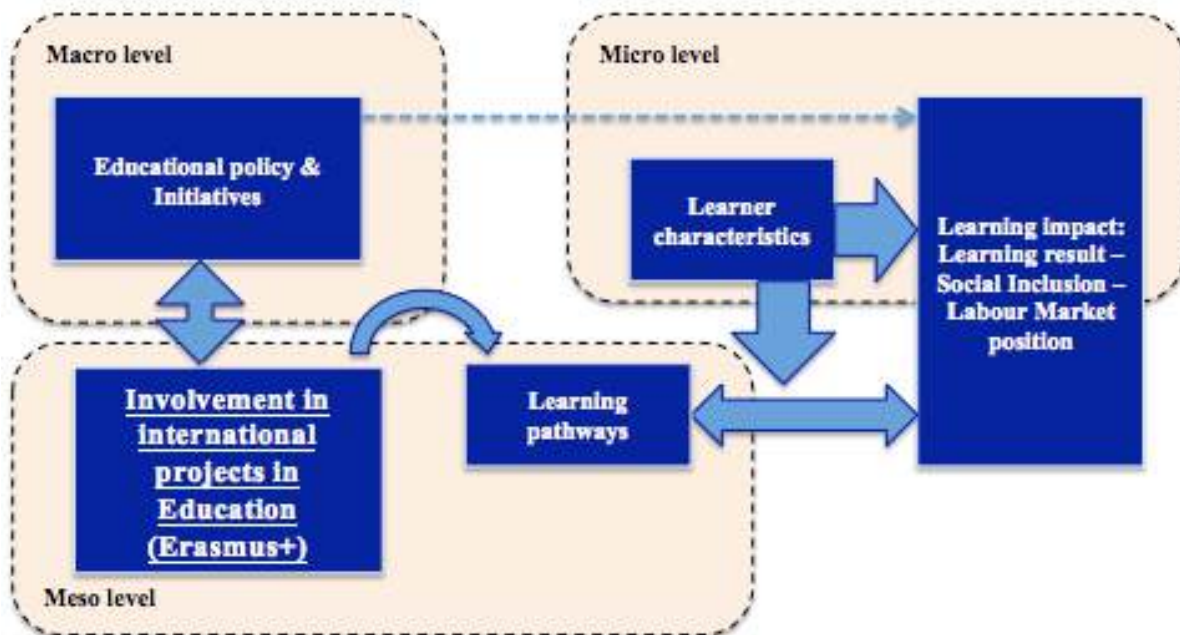 Macro level
Educational policy &
Initiatives
Micro level
Learner
characteristics
Learning impact:
Learning result –
Social Inclusion –
Labour Market
position
Involvement in
international
projects in
Education
(Erasmus+)
Learning
pathways
Meso level